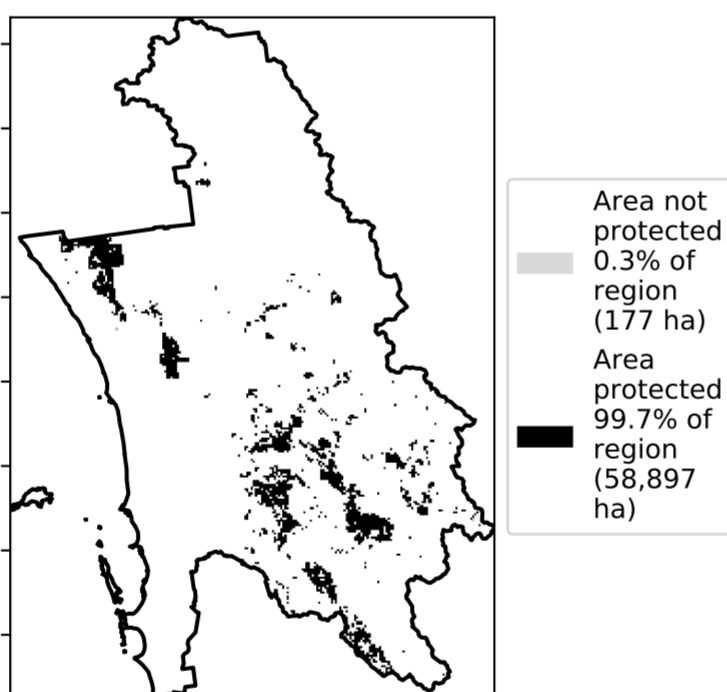 Area not
protected
0.3% of
region
(177 ha)
Area
protected
99.7% of
region
(58,897
ha)